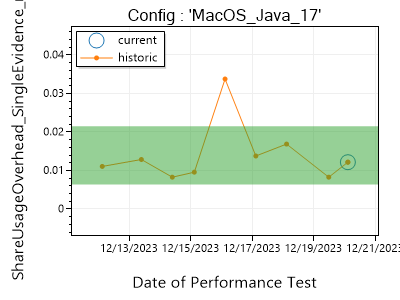 Config : 'MacOS_Java_17'
ShareUsageOverhead_SingleEvidence_
current
historic
0.04
0.03
0.02
0.01
0
12/13/2023
12/15/2023
12/17/2023
12/19/2023
12/21/2023
Date of Performance Test